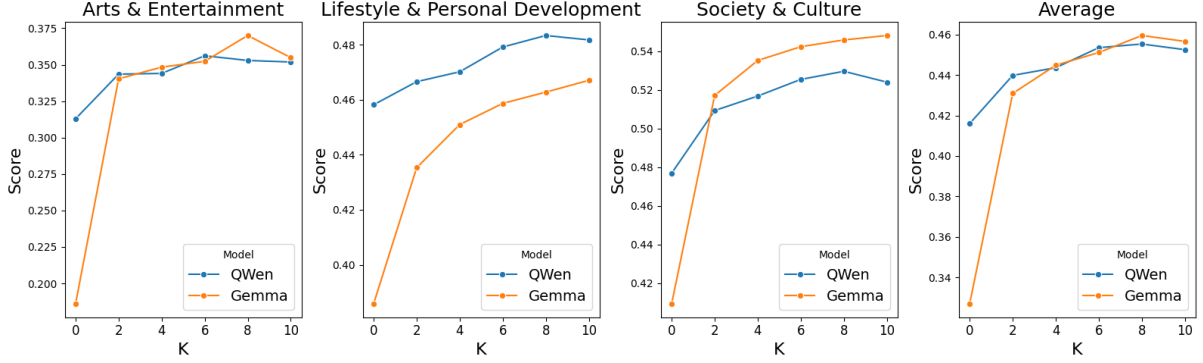 Arts & Entertainment
0.375
0.350
0.325
0.300
0.275
0.250
0.225
0.200
Score
0 2 4 6 8 10
K
Model
QWen
Gemma
Lifestyle & Personal Development
0.48
0.46
0.44
0.42
0.40
Score
0 2 4 6 8 10
K
Model
QWen
Gemma
Society & Culture
0.54
0.52
0.50
0.48
0.46
0.44
0.42
Score
0 2 4 6 8 10
K
Model
QWen
Gemma
Average
0.46
0.44
0.42
0.40
0.38
0.36
0.34
Score
0 2 4 6 8 10
K
Model
QWen
Gemma